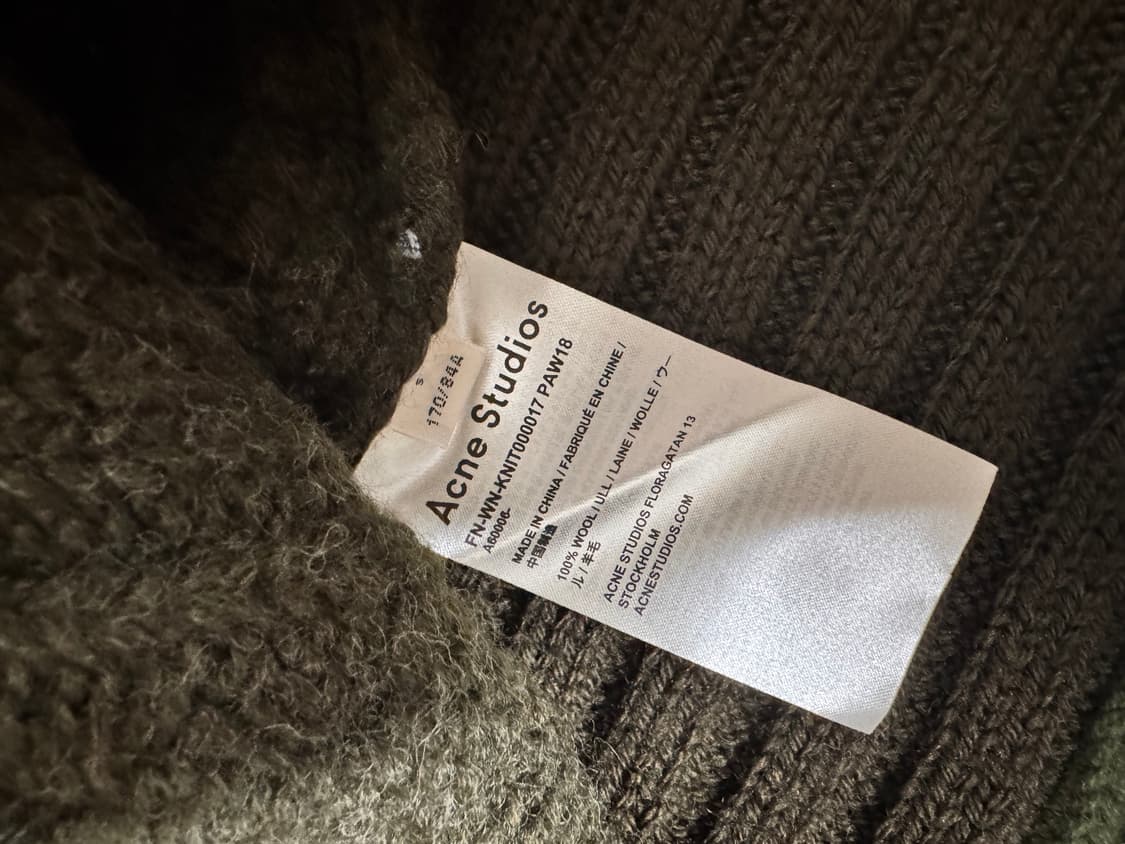 S
170/84A
Acne Studios
FN-WN-KNIT000017 PAW18
A60006-
MADE IN CHINA / FABRIQUÉ EN CHINE /
中国制造
100% WOOL / ULL / LAINE / WOLLE / ウー
ル / 羊毛
ACNE STUDIOS FLORAGATAN 13
STOCKHOLM
ACNESTUDIOS.COM